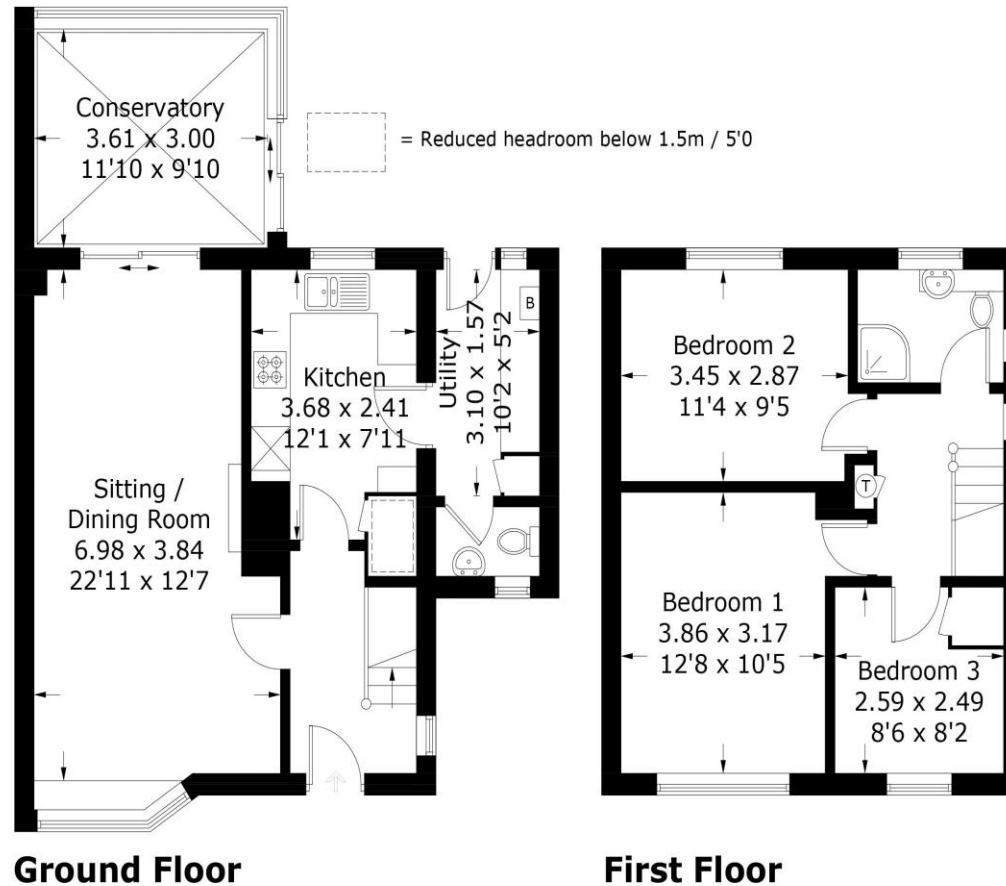 Conservatory
3.61 x 3.00
11'10 x 9'10
= Reduced headroom below 1.5m / 5'0
Kitchen
3.68 x 2.41
12'1 x 7'11
Utility
3.10 x 1.57
10'2 x 5'2
B
Sitting /
Dining Room
6.98 x 3.84
22'11 x 12'7
Bedroom 2
3.45 x 2.87
11'4 x 9'5
T
Bedroom 1
3.86 x 3.17
12'8 x 10'5
Bedroom 3
2.59 x 2.49
8'6 x 8'2
Ground Floor
First Floor